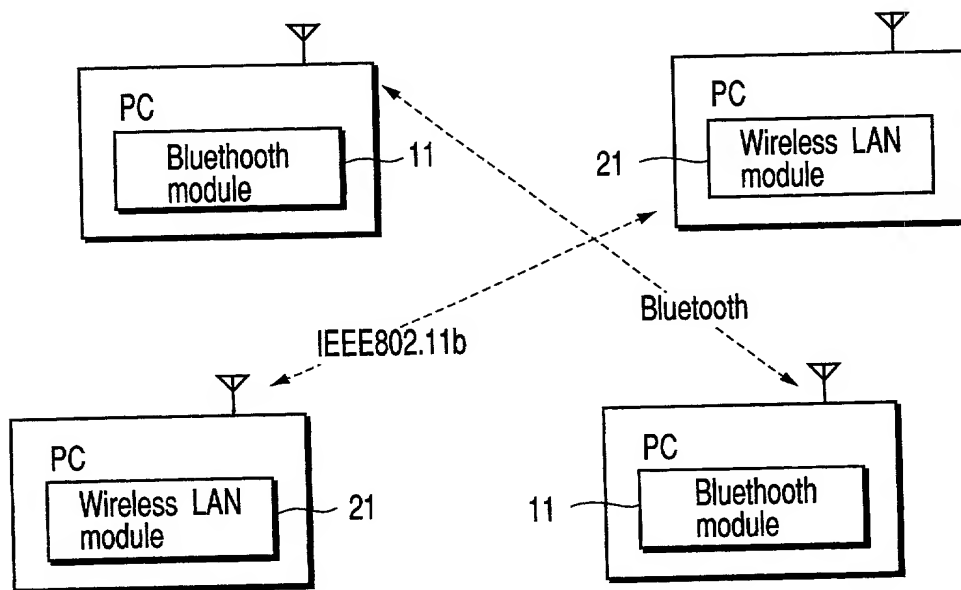 PC
Bluethooth
module
11
PC
Wireless LAN
module
21
Bluetooth
IEEE802.11b
PC
Wireless LAN
module
21
PC
Bluethooth
module
11